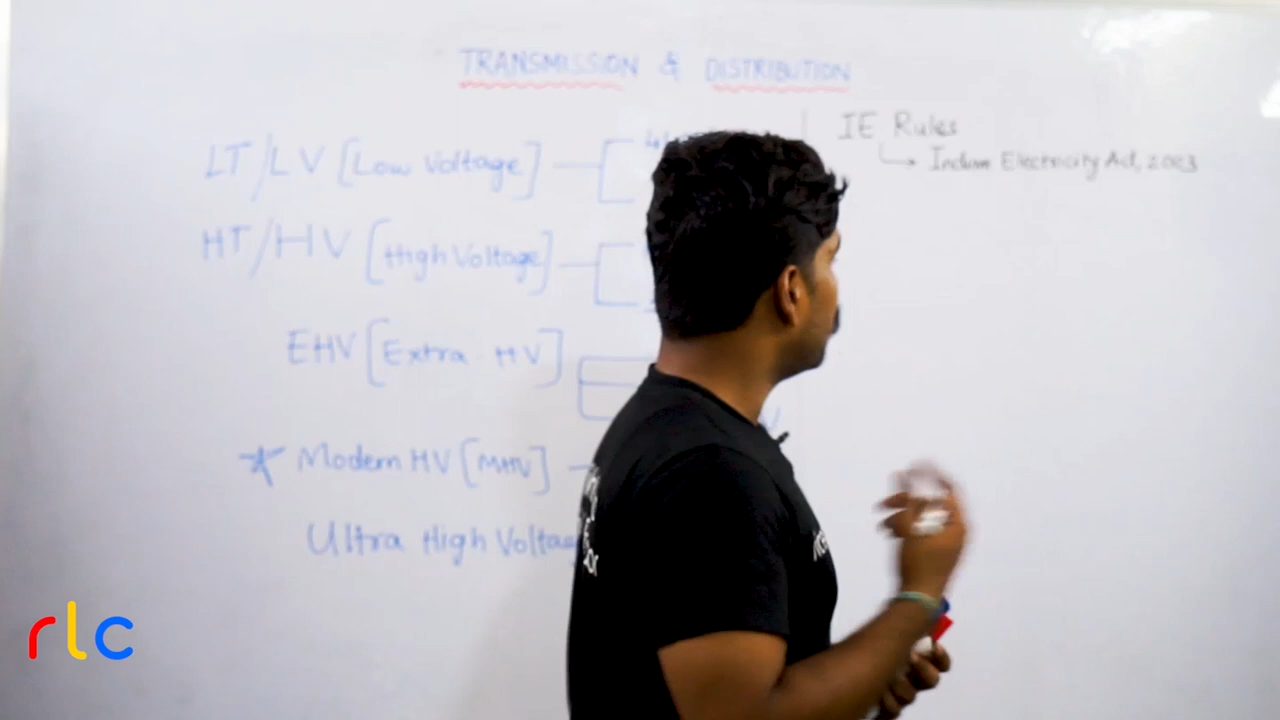 TRANSMISSION & DISTRIBUTION
LT/LV [Low Voltage]
HT/HV [High Voltage]
EHV [Extra HV]
Modern HV [MHV]
Ultra High Voltage
IE Rules
Indian Electricity Act, 2003
rlc